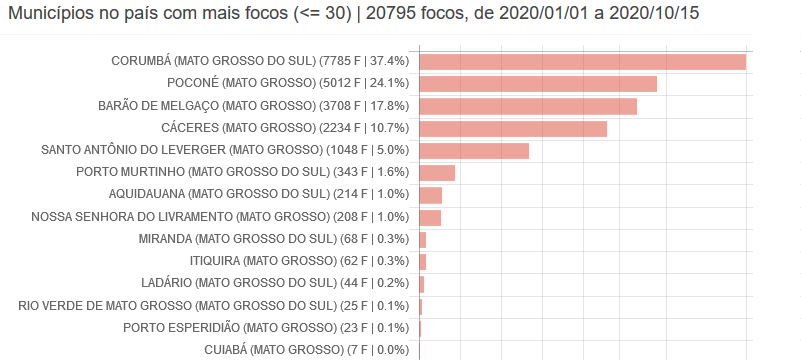 Municípios no país com mais focos (<= 30) | 20795 focos, de 2020/01/01 a 2020/10/15
CORUMBÁ (MATO GROSSO DO SUL) (7785 F | 37.4%)
POCONÉ (MATO GROSSO) (5012 F | 24.1%)
BARÃO DE MELGAÇO (MATO GROSSO) (3708 F | 17.8%)
CÁCERES (MATO GROSSO) (2234 F | 10.7%)
SANTO ANTÔNIO DO LEVERGER (MATO GROSSO) (1048 F | 5.0%)
PORTO MURTINHO (MATO GROSSO DO SUL) (343 F | 1.6%)
AQUIDAUANA (MATO GROSSO DO SUL) (214 F | 1.0%)
NOSSA SENHORA DO LIVRAMENTO (MATO GROSSO) (208 F | 1.0%)
MIRANDA (MATO GROSSO DO SUL) (68 F | 0.3%)
ITIQUIRA (MATO GROSSO) (62 F | 0.3%)
LADÁRIO (MATO GROSSO DO SUL) (44 F | 0.2%)
RIO VERDE DE MATO GROSSO (MATO GROSSO DO SUL) (25 F | 0.1%)
PORTO ESPERIDIÃO (MATO GROSSO) (23 F | 0.1%)
CUIABÁ (MATO GROSSO) (7 F | 0.0%)